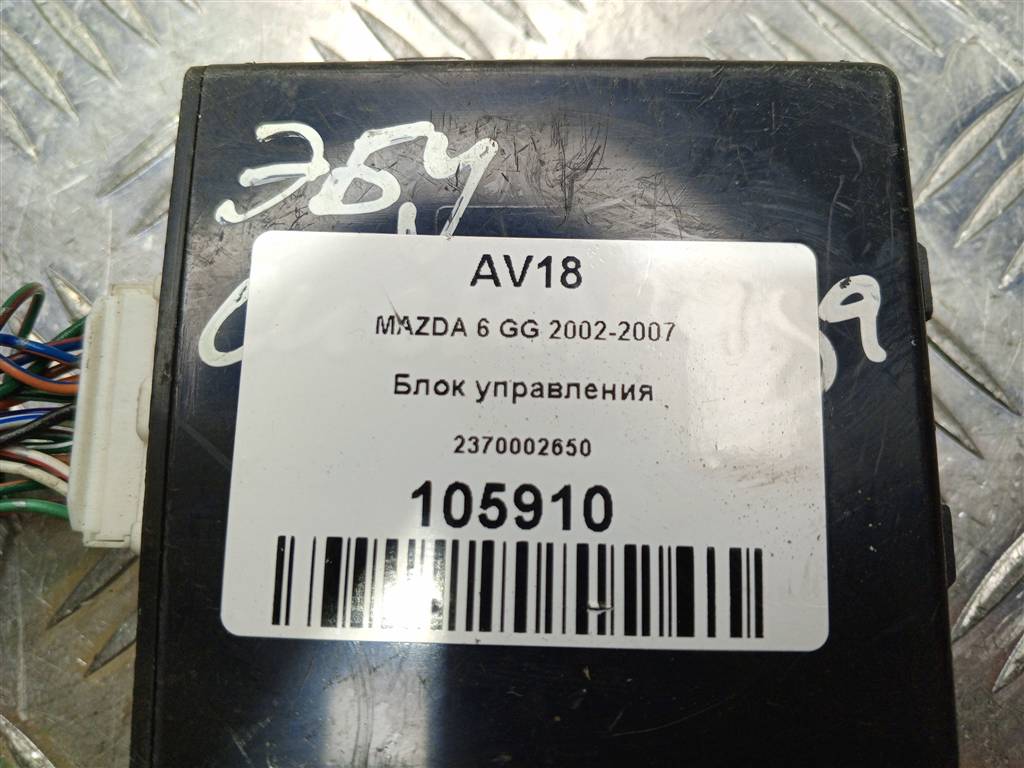 ЭБУ
AV18
MAZDA 6 GG 2002-2007
Блок управления
2370002650
105910